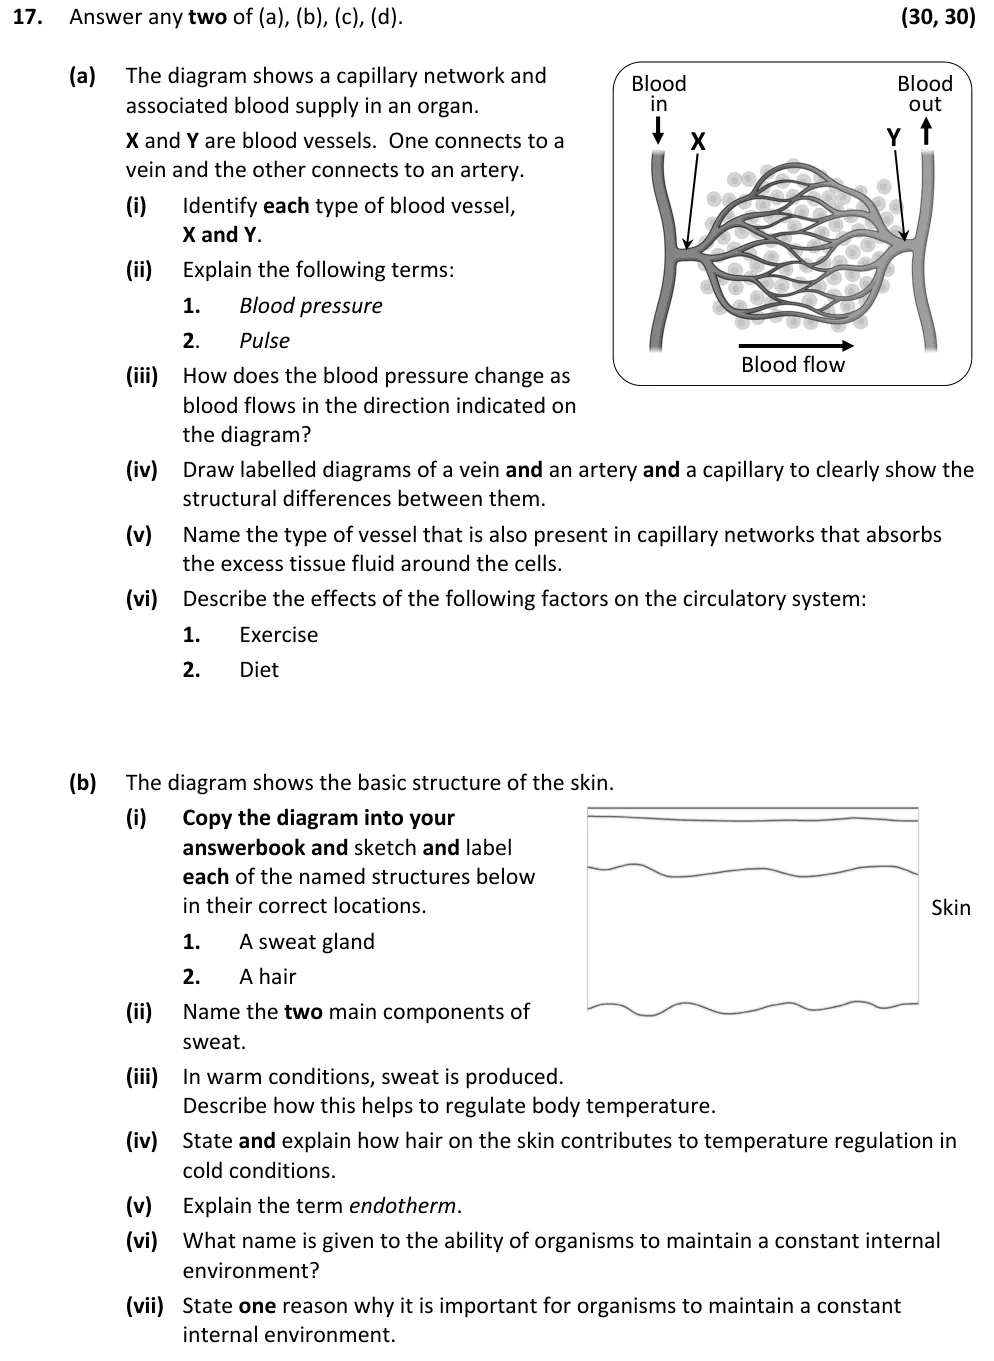 17. Answer any two of (a), (b), (c), (d). (30, 30)
(a) The diagram shows a capillary network and
associated blood supply in an organ.
X and Y are blood vessels. One connects to a
vein and the other connects to an artery.
(i) Identify each type of blood vessel,
X and Y.
(ii) Explain the following terms:
1. Blood pressure
2. Pulse
(iii) How does the blood pressure change as
blood flows in the direction indicated on
the diagram?
Blood
in
Blood
out
X
Y
Blood flow
(iv) Draw labelled diagrams of a vein and an artery and a capillary to clearly show the
structural differences between them.
(v) Name the type of vessel that is also present in capillary networks that absorbs
the excess tissue fluid around the cells.
(vi) Describe the effects of the following factors on the circulatory system:
1. Exercise
2. Diet
(b) The diagram shows the basic structure of the skin.
(i) Copy the diagram into your
answerbook and sketch and label
each of the named structures below
in their correct locations.
1. A sweat gland
2. A hair
Skin
(ii) Name the two main components of
sweat.
(iii) In warm conditions, sweat is produced.
Describe how this helps to regulate body temperature.
(iv) State and explain how hair on the skin contributes to temperature regulation in
cold conditions.
(v) Explain the term endotherm.
(vi) What name is given to the ability of organisms to maintain a constant internal
environment?
(vii) State one reason why it is important for organisms to maintain a constant
internal environment.